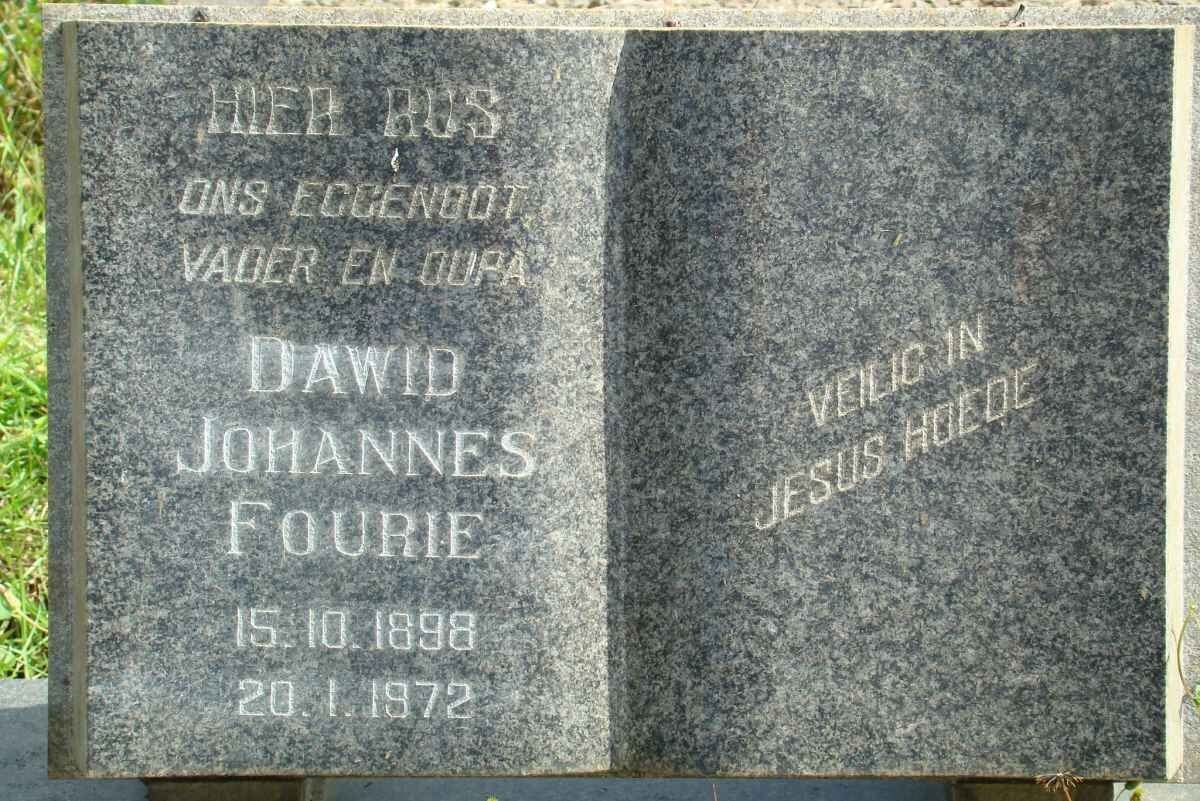 HIER RUS
ONS EGGENOOT,
VADER EN OUPA
DAWID
JOHANNES
FOURIE
15.10.1898
20.1.1972
VEILIG IN
JESUS HOEDE